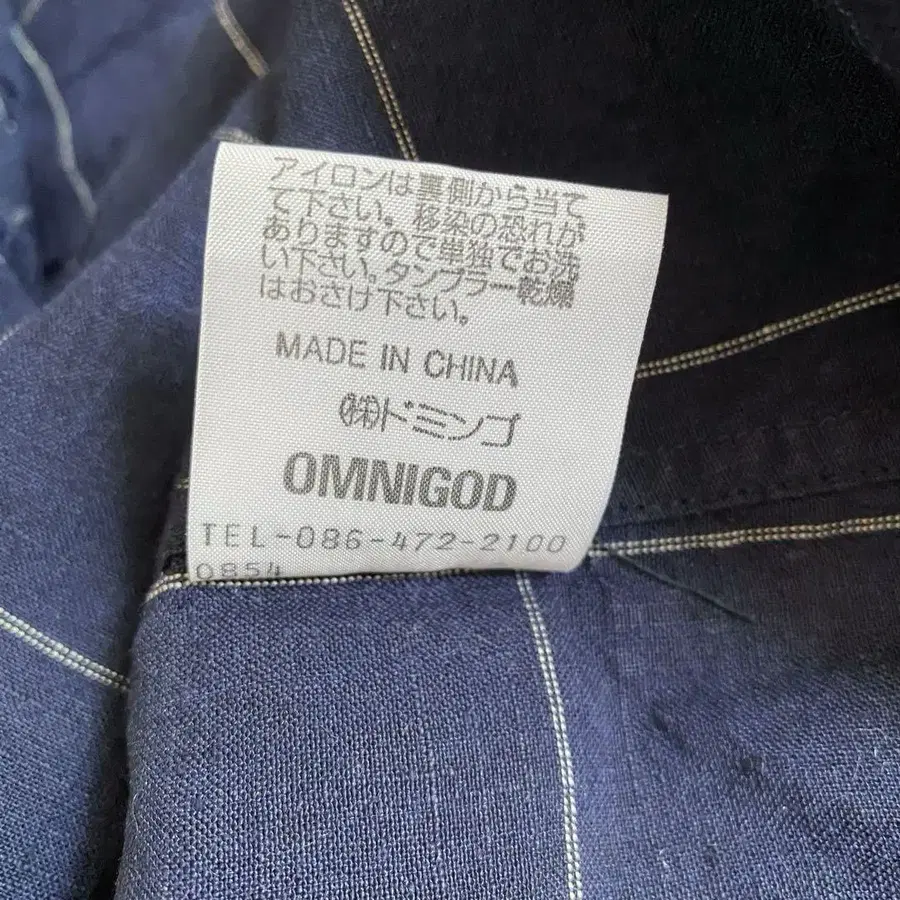 アイロンは裏側から当て
て下さい。移染の恐れが
ありますので単独でお洗
い下さい。タンブラー乾燥
はおさけ下さい。
MADE IN CHINA
㈱ドミンゴ
OMNIGOD
TEL-086-472-2100
0854